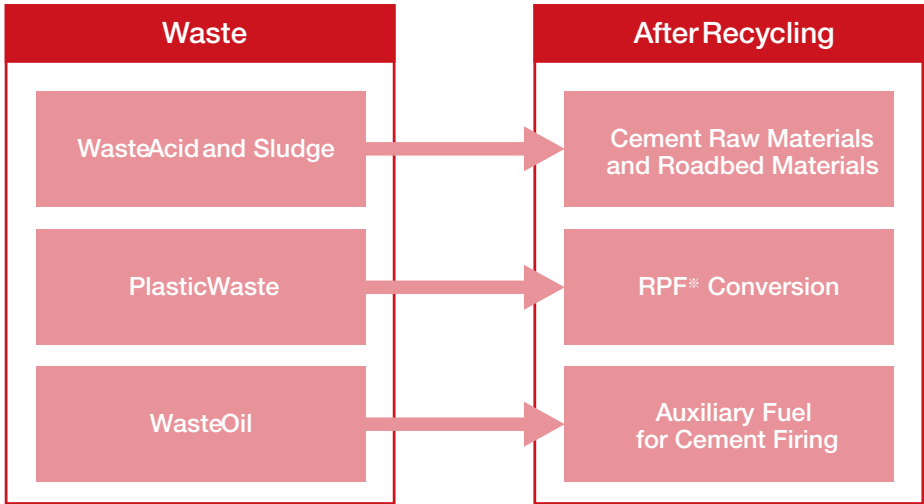 Waste
After Recycling
Waste Acid and Sludge
Cement Raw Materials
and Roadbed Materials
Plastic Waste
RPF※ Conversion
Waste Oil
Auxiliary Fuel
for Cement Firing